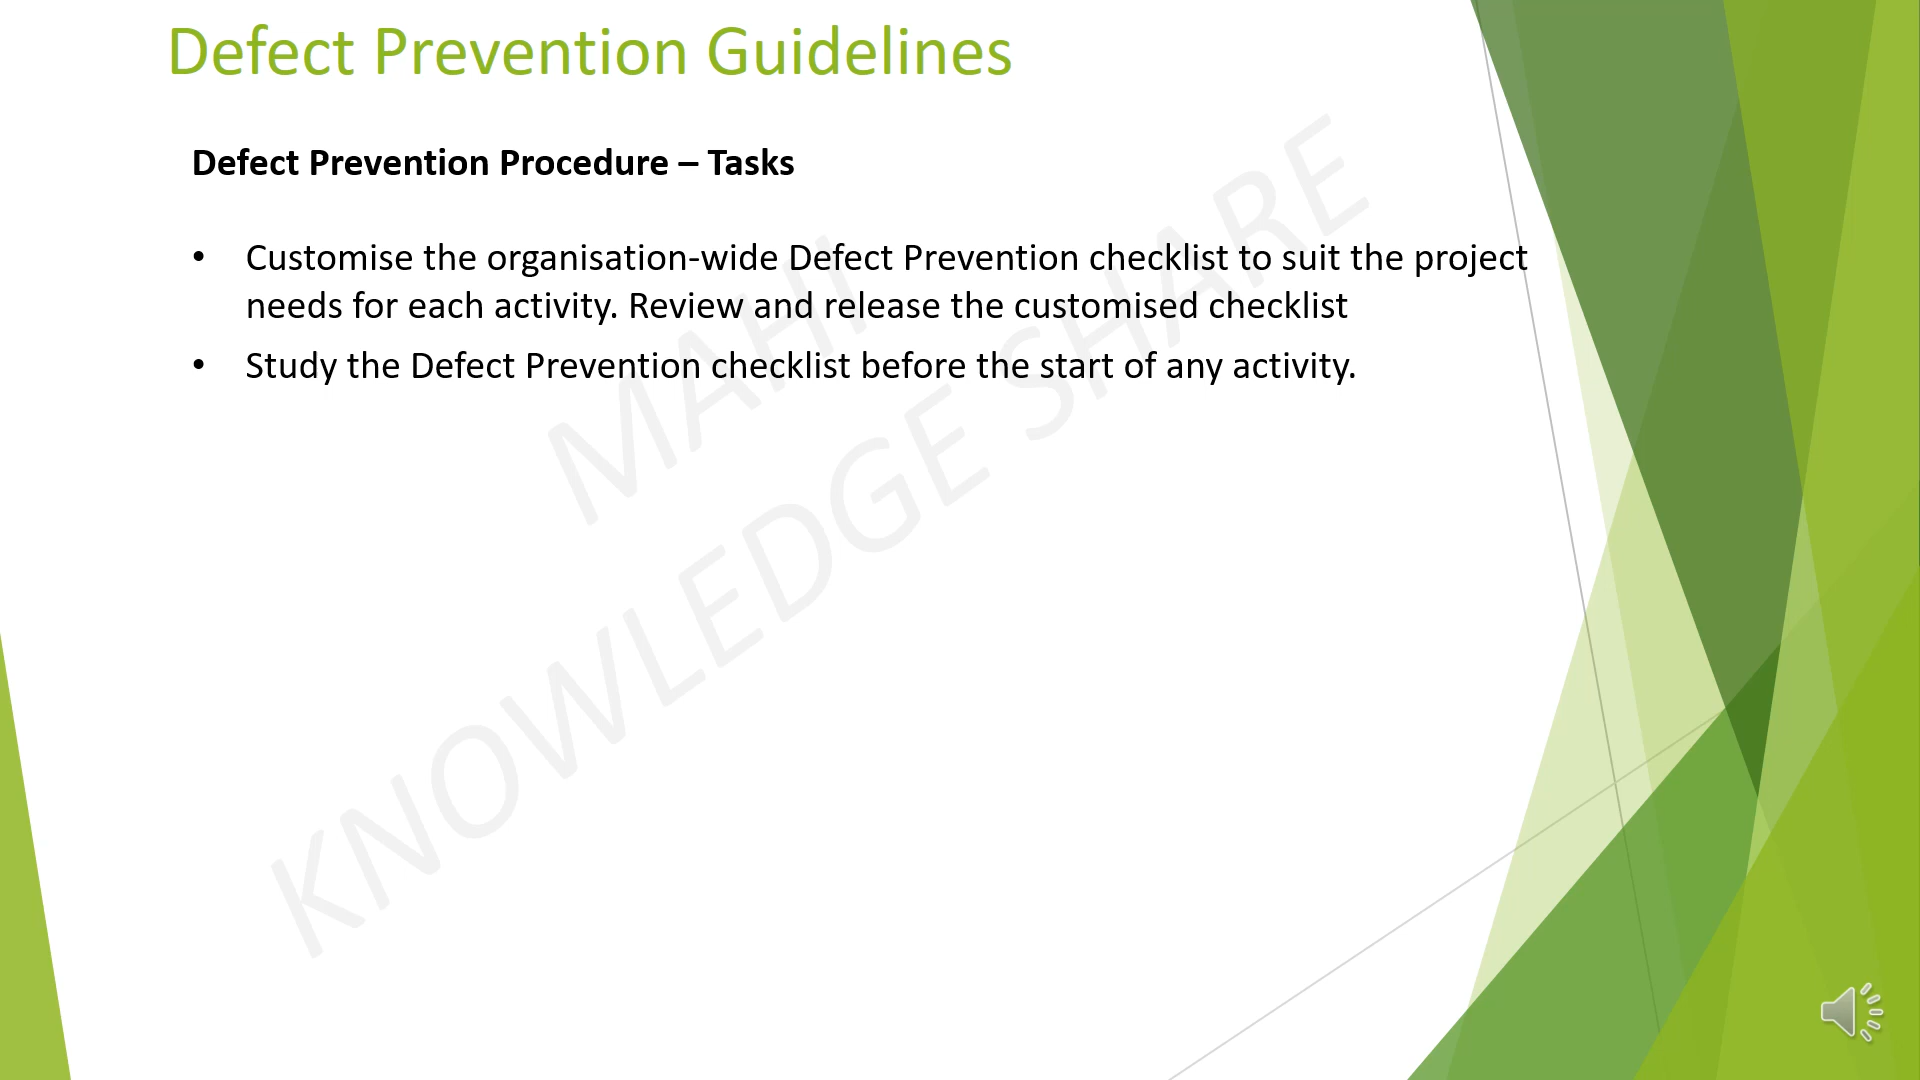 Defect Prevention Guidelines
Defect Prevention Procedure – Tasks
• Customise the organisation-wide Defect Prevention checklist to suit the project
needs for each activity. Review and release the customised checklist
• Study the Defect Prevention checklist before the start of any activity.
MAHI
KNOWLEDGE SHARE